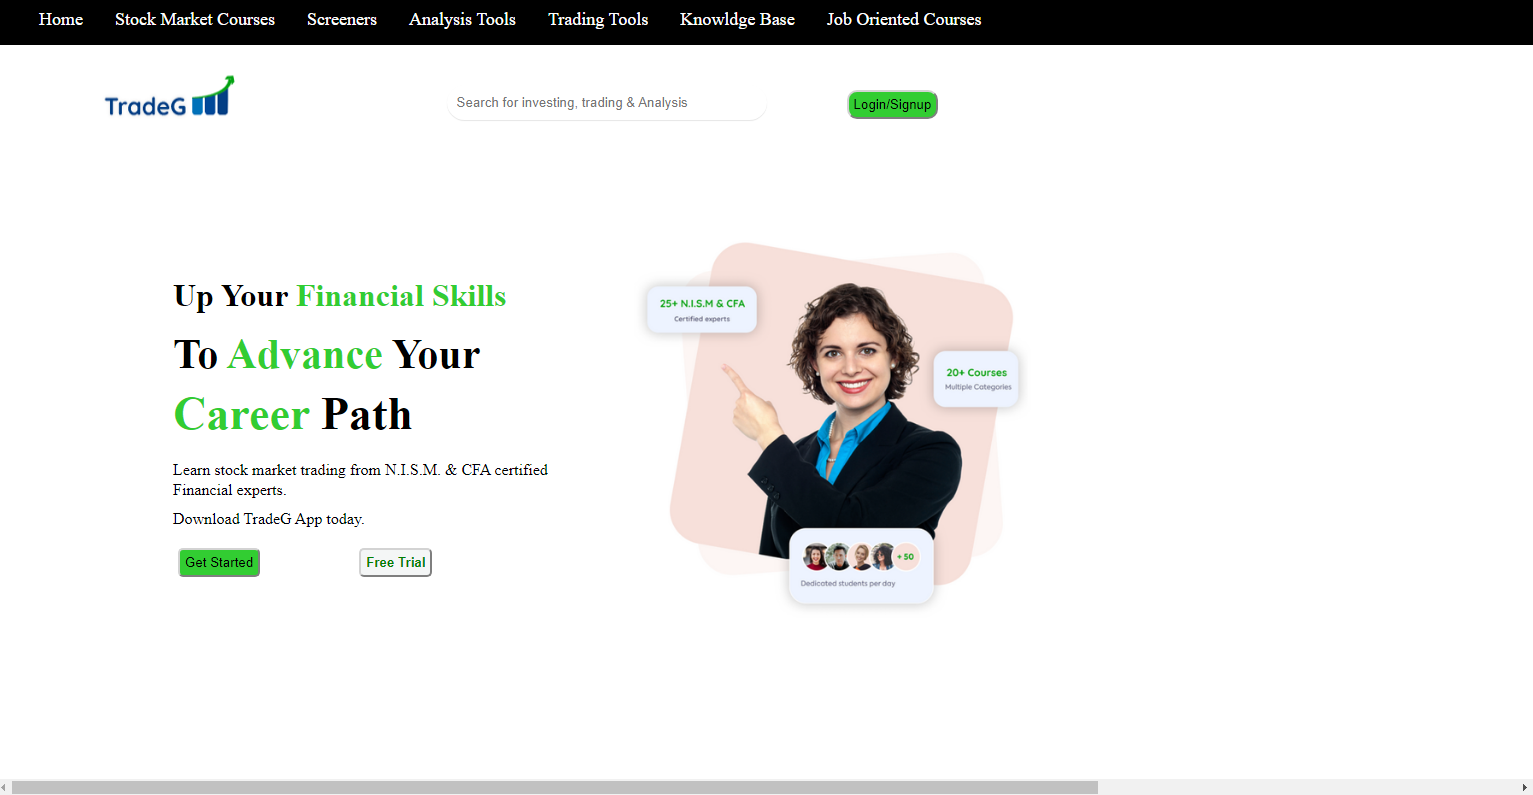 Home Stock Market Courses Screeners Analysis Tools Trading Tools Knowldge Base Job Oriented Courses
TradeG
Search for investing, trading & Analysis
Login/Signup
Up Your Financial Skills
To Advance Your
Career Path
Learn stock market trading from N.I.S.M. & CFA certified
Financial experts.
Download TradeG App today.
Get Started
Free Trial
25+ N.I.S.M & CFA
Certified experts
20+ Courses
Multiple Categories
+ 50
Dedicated students per day